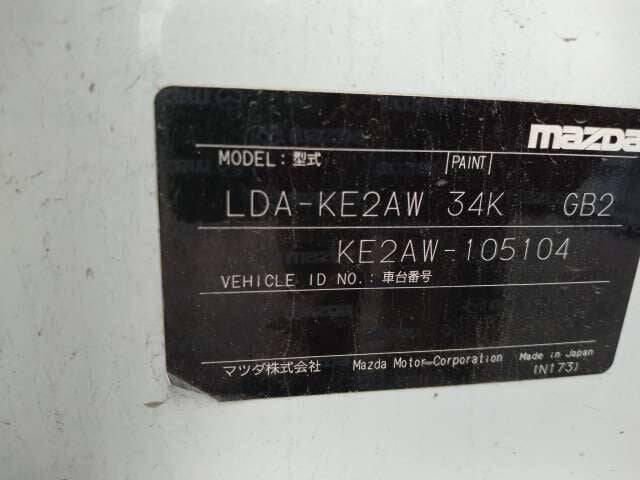 mazda
MODEL: 型式 PAINT
LDA-KE2AW 34K GB2
KE2AW-105104
VEHICLE ID NO.: 車台番号
マツダ株式会社 Mazda Motor Corporation Made in Japan
(N173)